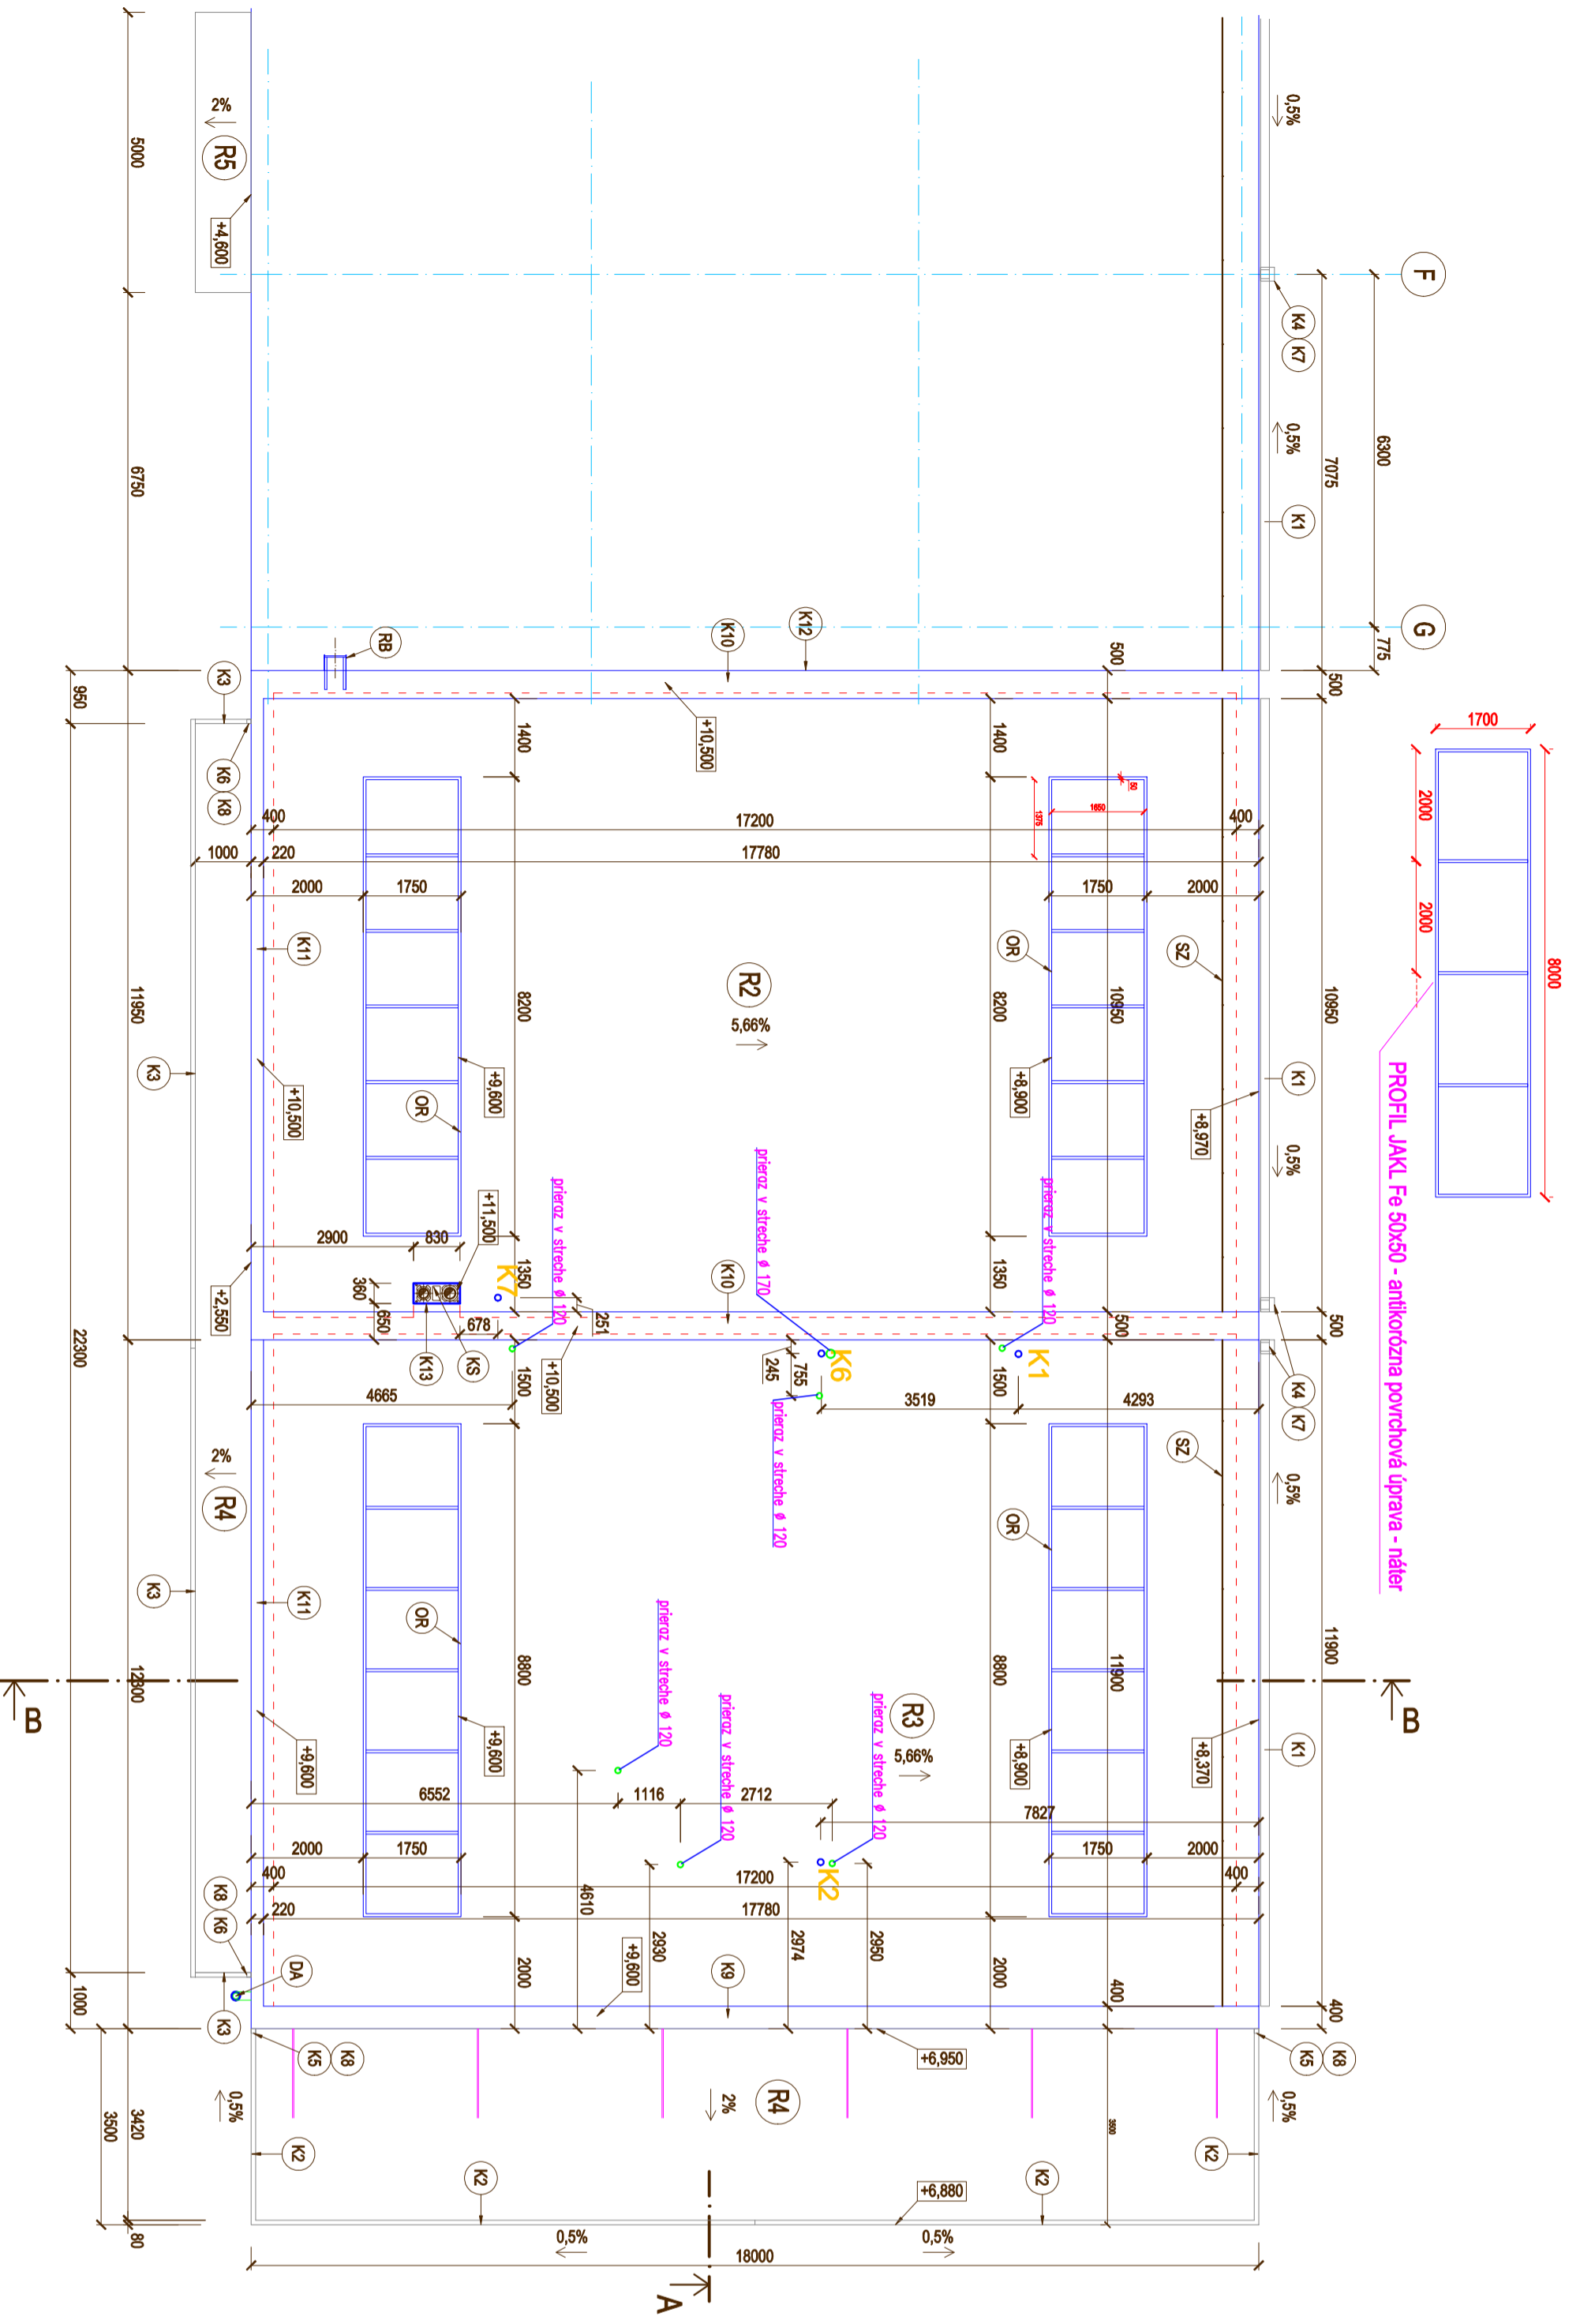 1700
2000
2000
8000
PROFIL JAKL Fe 50x50 - antikorózna povrchová úprava - náter
F
G
6300
775
7075
500
10950
500
11900
400
0,5%
K4
K7
0,5%
K1
K1
0,5%
K4
K7
0,5%
K1
K5
K8
0,5%
B
SZ
+8,970
SZ
+8,370
K2
500
10950
500
11900
400
3500
400
17200
400
220
17780
1000
2000
1750
1750
2000
50
1650
1375
OR
+8,900
OR
+8,900
1400
8200
1350
1500
8800
2000
prieraz v streche ø 120
K1
4293
3519
R3
5,66%
prieraz v streche ø 120
7827
K2
2950
2974
2930
4610
+6,950
+6,880
0,5%
K12
K10
+10,500
R2
5,66%
prieraz v streche ø 170
K10
K6
755
245
prieraz v streche ø 120
prieraz v streche ø 120
prieraz v streche ø 120
6552
1116
2712
K9
+9,600
R4
2%
K2
18000
A
1400
8200
1350
1500
8800
2000
prieraz v streche ø 120
251
+10,500
K7
678
+11,500
KS
K13
2900
830
360
650
4665
+9,600
OR
+9,600
OR
2000
1750
1750
2000
400
17200
400
220
17780
K2
0,5%
RB
K11
+10,500
+2,550
K11
+9,600
DA
K5
K8
K2
0,5%
2%
R5
+4,600
K3
K6
K8
K3
2%
R4
K3
K8
K6
K3
5000
6750
11950
12800
3420
80
3500
950
22300
1000
B